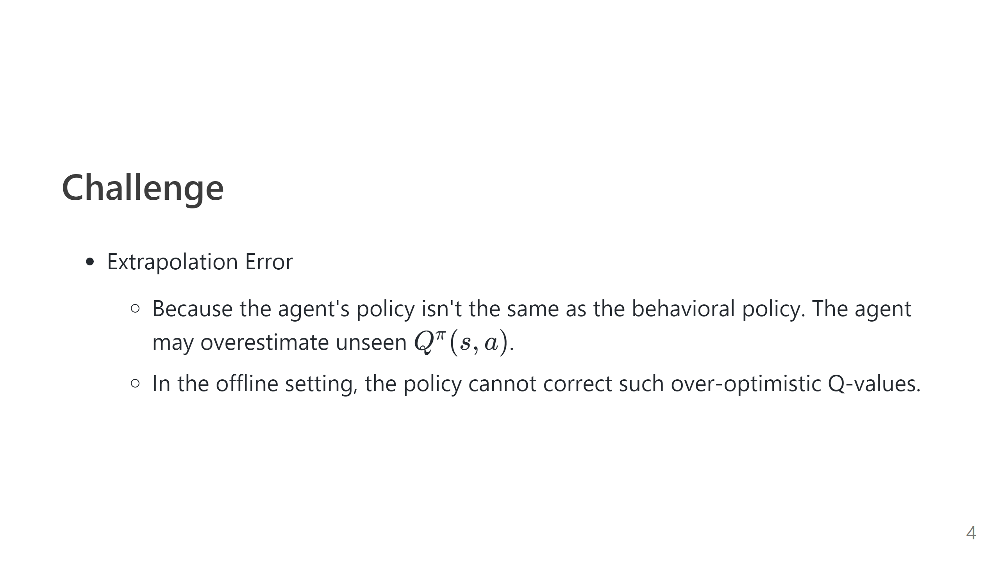 Challenge
• Extrapolation Error
○ Because the agent's policy isn't the same as the behavioral policy. The agent
may overestimate unseen $Q^{\pi}(s, a)$.
○ In the offline setting, the policy cannot correct such over-optimistic Q-values.
4